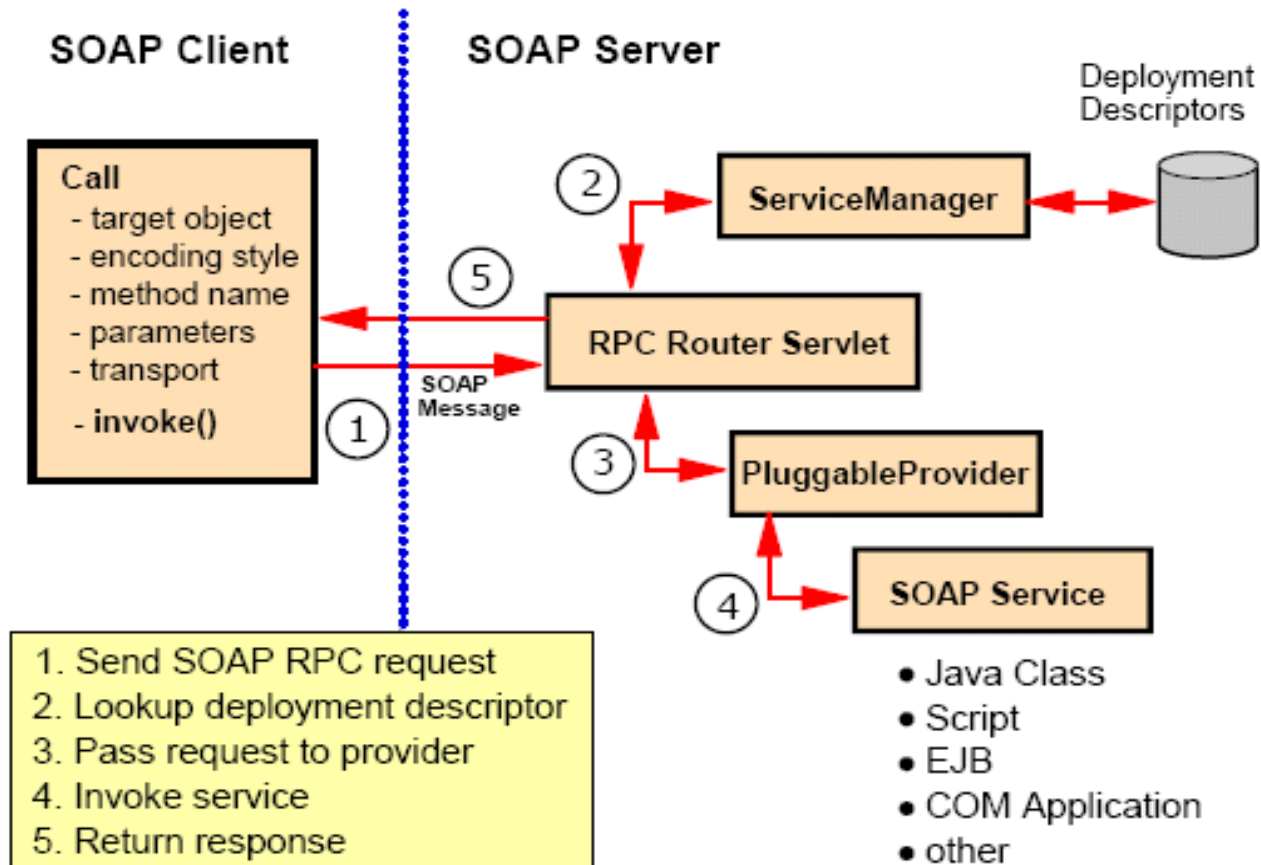 SOAP Client
SOAP Server
Deployment
Descriptors
Call
- target object
- encoding style
- method name
- parameters
- transport
- invoke()
1
2
ServiceManager
5
RPC Router Servlet
SOAP
Message
3
PluggableProvider
4
SOAP Service
• Java Class
• Script
• EJB
• COM Application
• other
1. Send SOAP RPC request
2. Lookup deployment descriptor
3. Pass request to provider
4. Invoke service
5. Return response